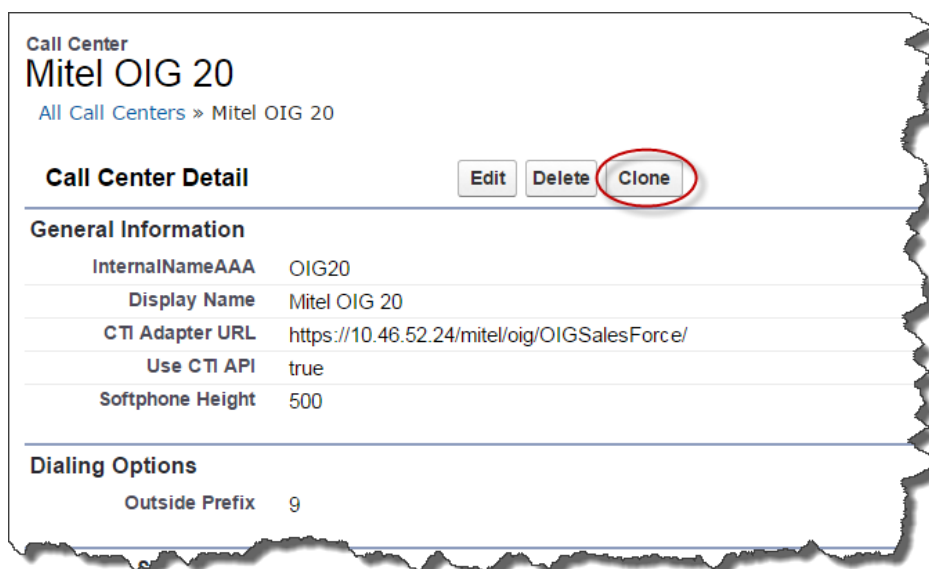 Call Center
Mitel OIG 20
All Call Centers » Mitel OIG 20
Call Center Detail
Edit Delete Clone
General Information
InternalNameAAA OIG20
Display Name Mitel OIG 20
CTI Adapter URL https://10.46.52.24/mitel/oig/OIGSalesForce/
Use CTI API true
Softphone Height 500
Dialing Options
Outside Prefix 9